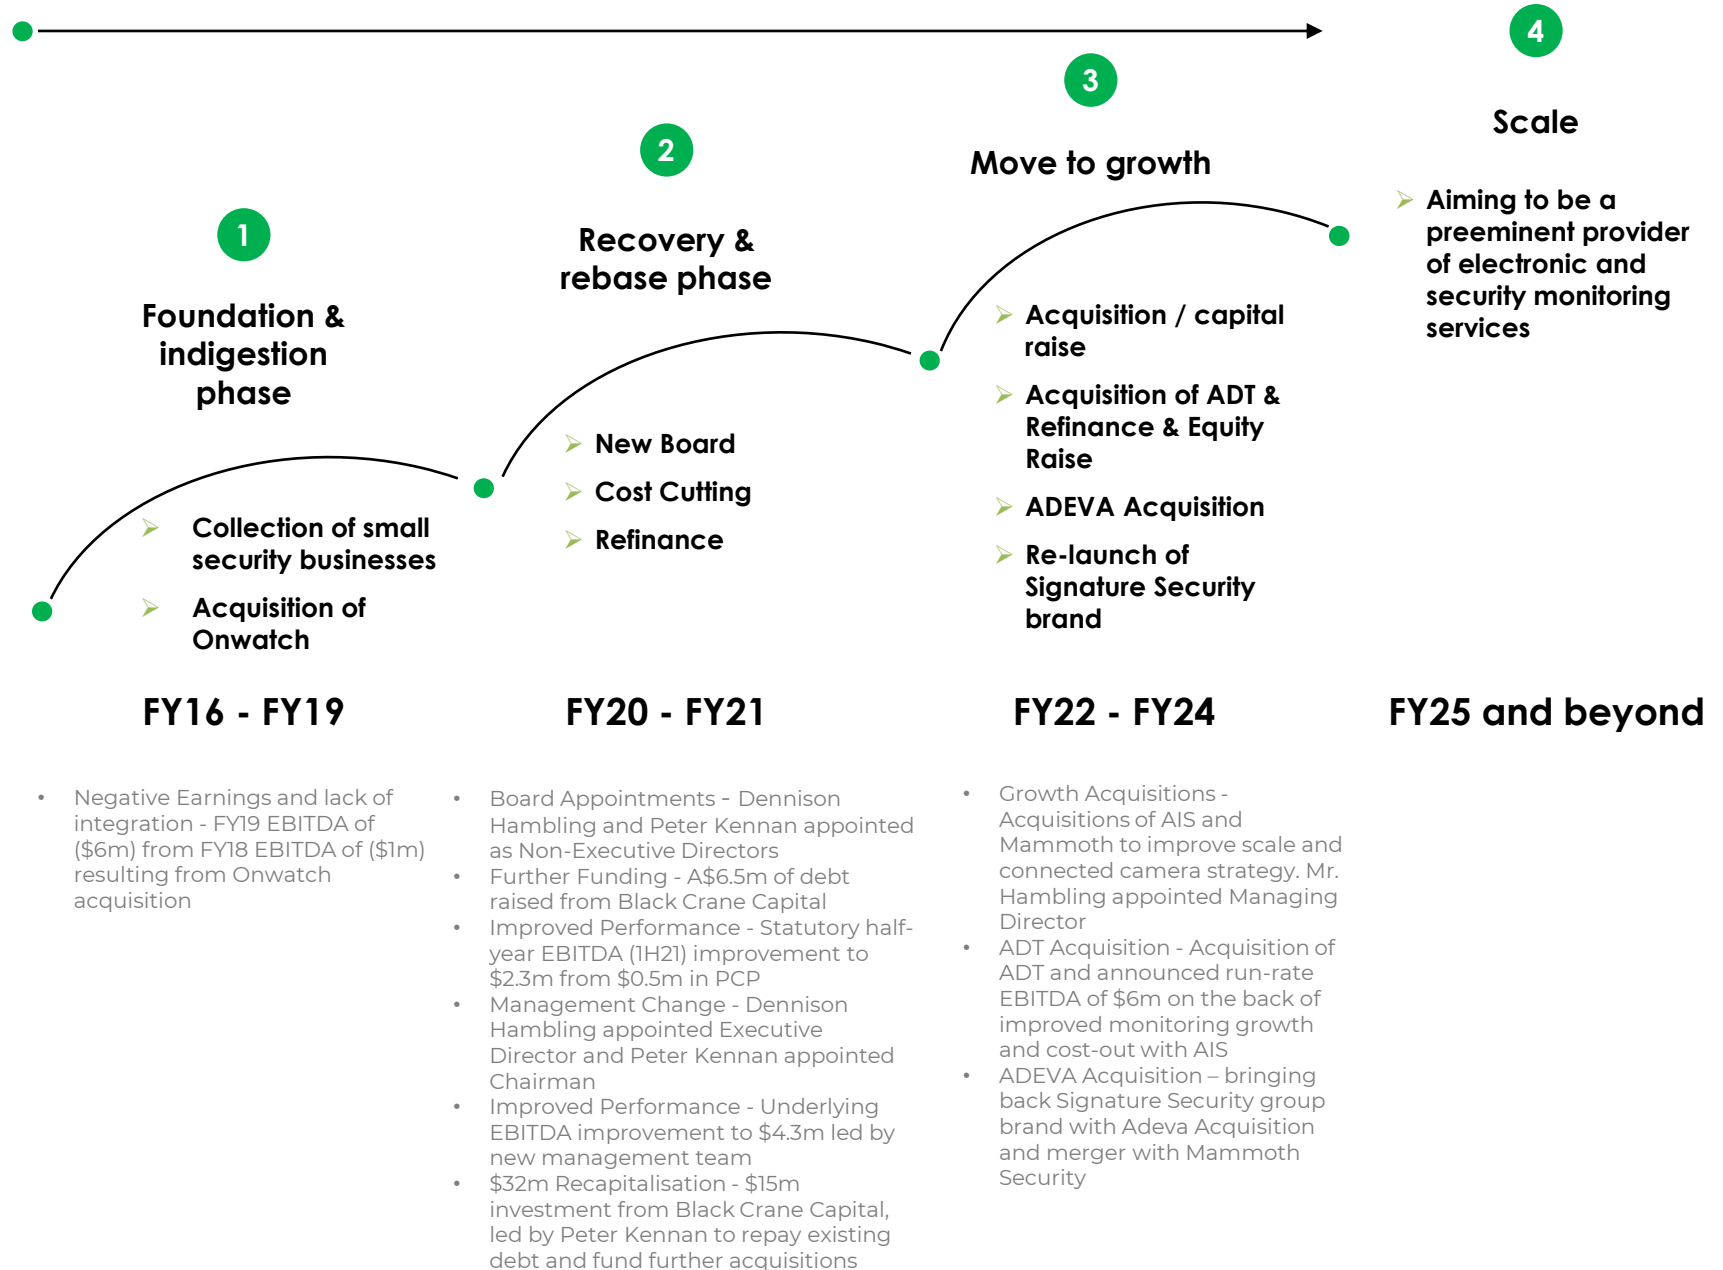 1
Foundation &
indigestion
phase
Collection of small
security businesses
Acquisition of
Onwatch
FY16 - FY19
• Negative Earnings and lack of
integration - FY19 EBITDA of
($6m) from FY18 EBITDA of ($1m)
resulting from Onwatch
acquisition
2
Recovery &
rebase phase
New Board
Cost Cutting
Refinance
FY20 - FY21
• Board Appointments - Dennison
Hambling and Peter Kennan appointed
as Non-Executive Directors
• Further Funding - A$6.5m of debt
raised from Black Crane Capital
• Improved Performance - Statutory half-
year EBITDA (1H21) improvement to
$2.3m from $0.5m in PCP
• Management Change - Dennison
Hambling appointed Executive
Director and Peter Kennan appointed
Chairman
• Improved Performance - Underlying
EBITDA improvement to $4.3m led by
new management team
• $32m Recapitalisation - $15m
investment from Black Crane Capital,
led by Peter Kennan to repay existing
debt and fund further acquisitions
3
Move to growth
Acquisition / capital
raise
Acquisition of ADT &
Refinance & Equity
Raise
ADEVA Acquisition
Re-launch of
Signature Security
brand
FY22 - FY24
• Growth Acquisitions -
Acquisitions of AIS and
Mammoth to improve scale and
connected camera strategy. Mr.
Hambling appointed Managing
Director
• ADT Acquisition - Acquisition of
ADT and announced run-rate
EBITDA of $6m on the back of
improved monitoring growth
and cost-out with AIS
• ADEVA Acquisition – bringing
back Signature Security group
brand with Adeva Acquisition
and merger with Mammoth
Security
4
Scale
Aiming to be a
preeminent provider
of electronic and
security monitoring
services
FY25 and beyond